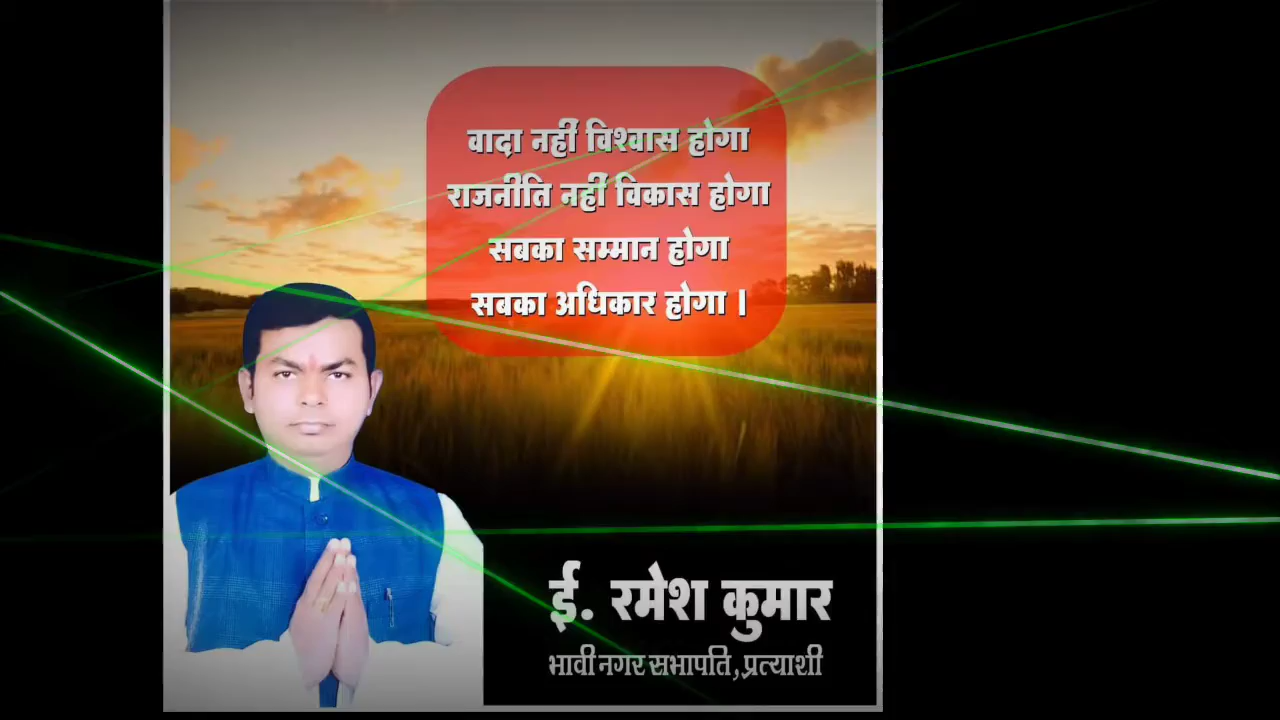 वादा नहीं विश्वास होगा
राजनीति नहीं विकास होगा
सबका सम्मान होगा
सबका अधिकार होगा ।
ई. रमेश कुमार
भावी नगर सभापति, प्रत्याशी